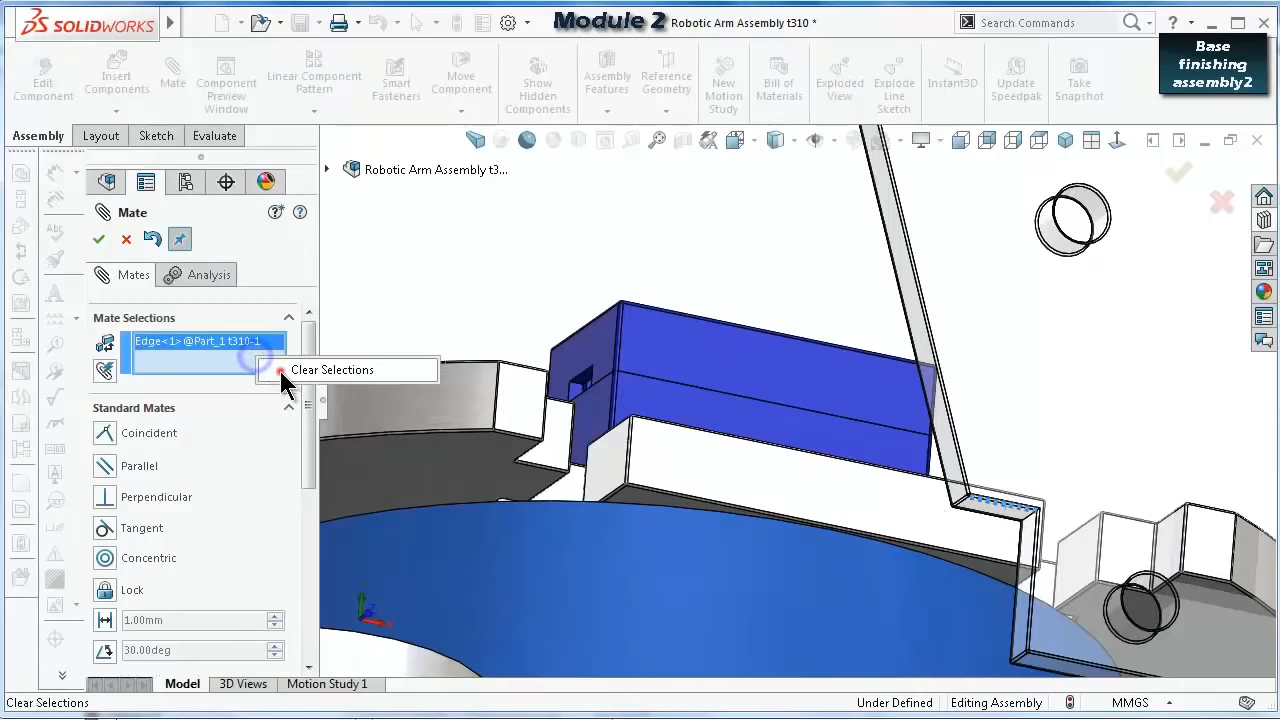 SOLIDWORKS
Module 2
Robotic Arm Assembly t310 *
Search Commands
Base
finishing
assembly2
Edit
Component
Insert
Components
Mate
Component
Preview
Window
Linear Component
Pattern
Smart
Fasteners
Move
Component
Show
Hidden
Components
Assembly
Features
Reference
Geometry
New
Motion
Study
Bill of
Materials
Exploded
View
Explode
Line
Sketch
Instant3D
Update
Speedpak
Take
Snapshot
Assembly
Layout
Sketch
Evaluate
Robotic Arm Assembly t3...
Mate
Mates
Analysis
Mate Selections
Edge<1>@Part_1 t310-1
Clear Selections
Standard Mates
Coincident
Parallel
Perpendicular
Tangent
Concentric
Lock
1.00mm
30.00deg
Model
3D Views
Motion Study 1
Clear Selections
Under Defined
Editing Assembly
MMGS